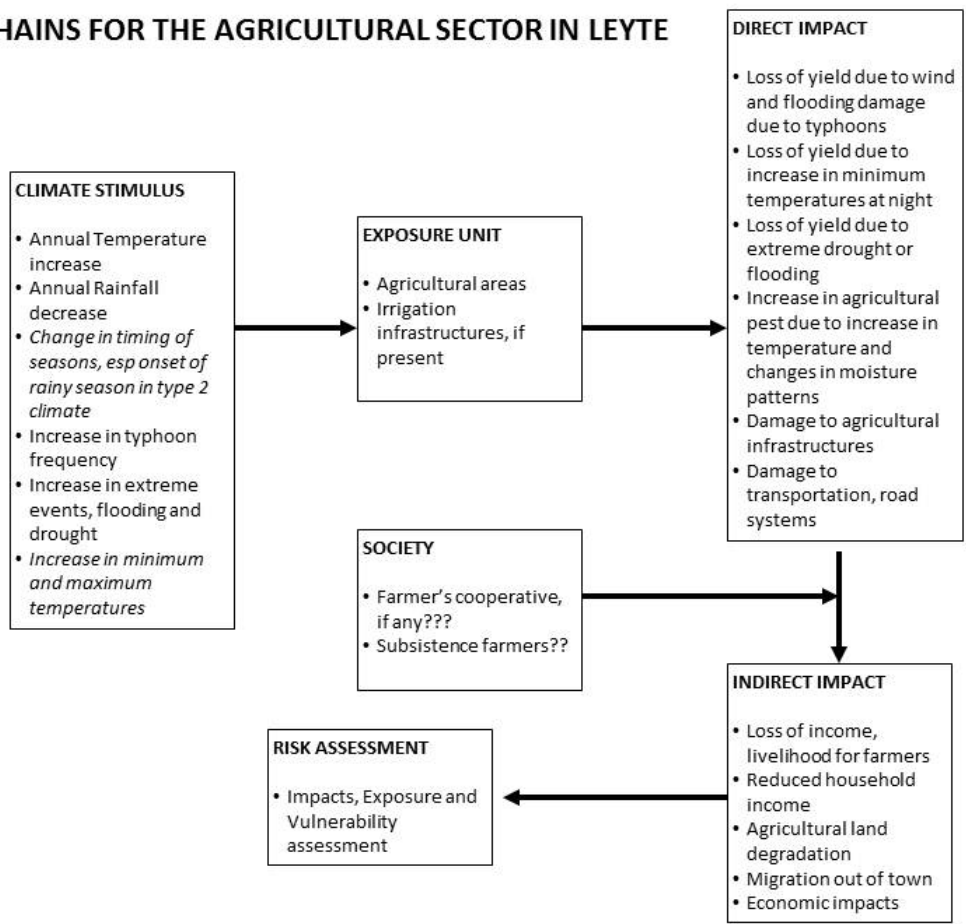 HAINS FOR THE AGRICULTURAL SECTOR IN LEYTE
CLIMATE STIMULUS
• Annual Temperature
increase
• Annual Rainfall
decrease
• Change in timing of
seasons, esp onset of
rainy season in type 2
climate
• Increase in typhoon
frequency
• Increase in extreme
events, flooding and
drought
• Increase in minimum
and maximum
temperatures
EXPOSURE UNIT
• Agricultural areas
• Irrigation
infrastructures, if
present
DIRECT IMPACT
• Loss of yield due to wind
and flooding damage
due to typhoons
• Loss of yield due to
increase in minimum
temperatures at night
• Loss of yield due to
extreme drought or
flooding
• Increase in agricultural
pest due to increase in
temperature and
changes in moisture
patterns
• Damage to agricultural
infrastructures
• Damage to
transportation, road
systems
SOCIETY
• Farmer's cooperative,
if any???
• Subsistence farmers??
INDIRECT IMPACT
• Loss of income,
livelihood for farmers
• Reduced household
income
• Agricultural land
degradation
• Migration out of town
• Economic impacts
RISK ASSESSMENT
• Impacts, Exposure and
Vulnerability
assessment